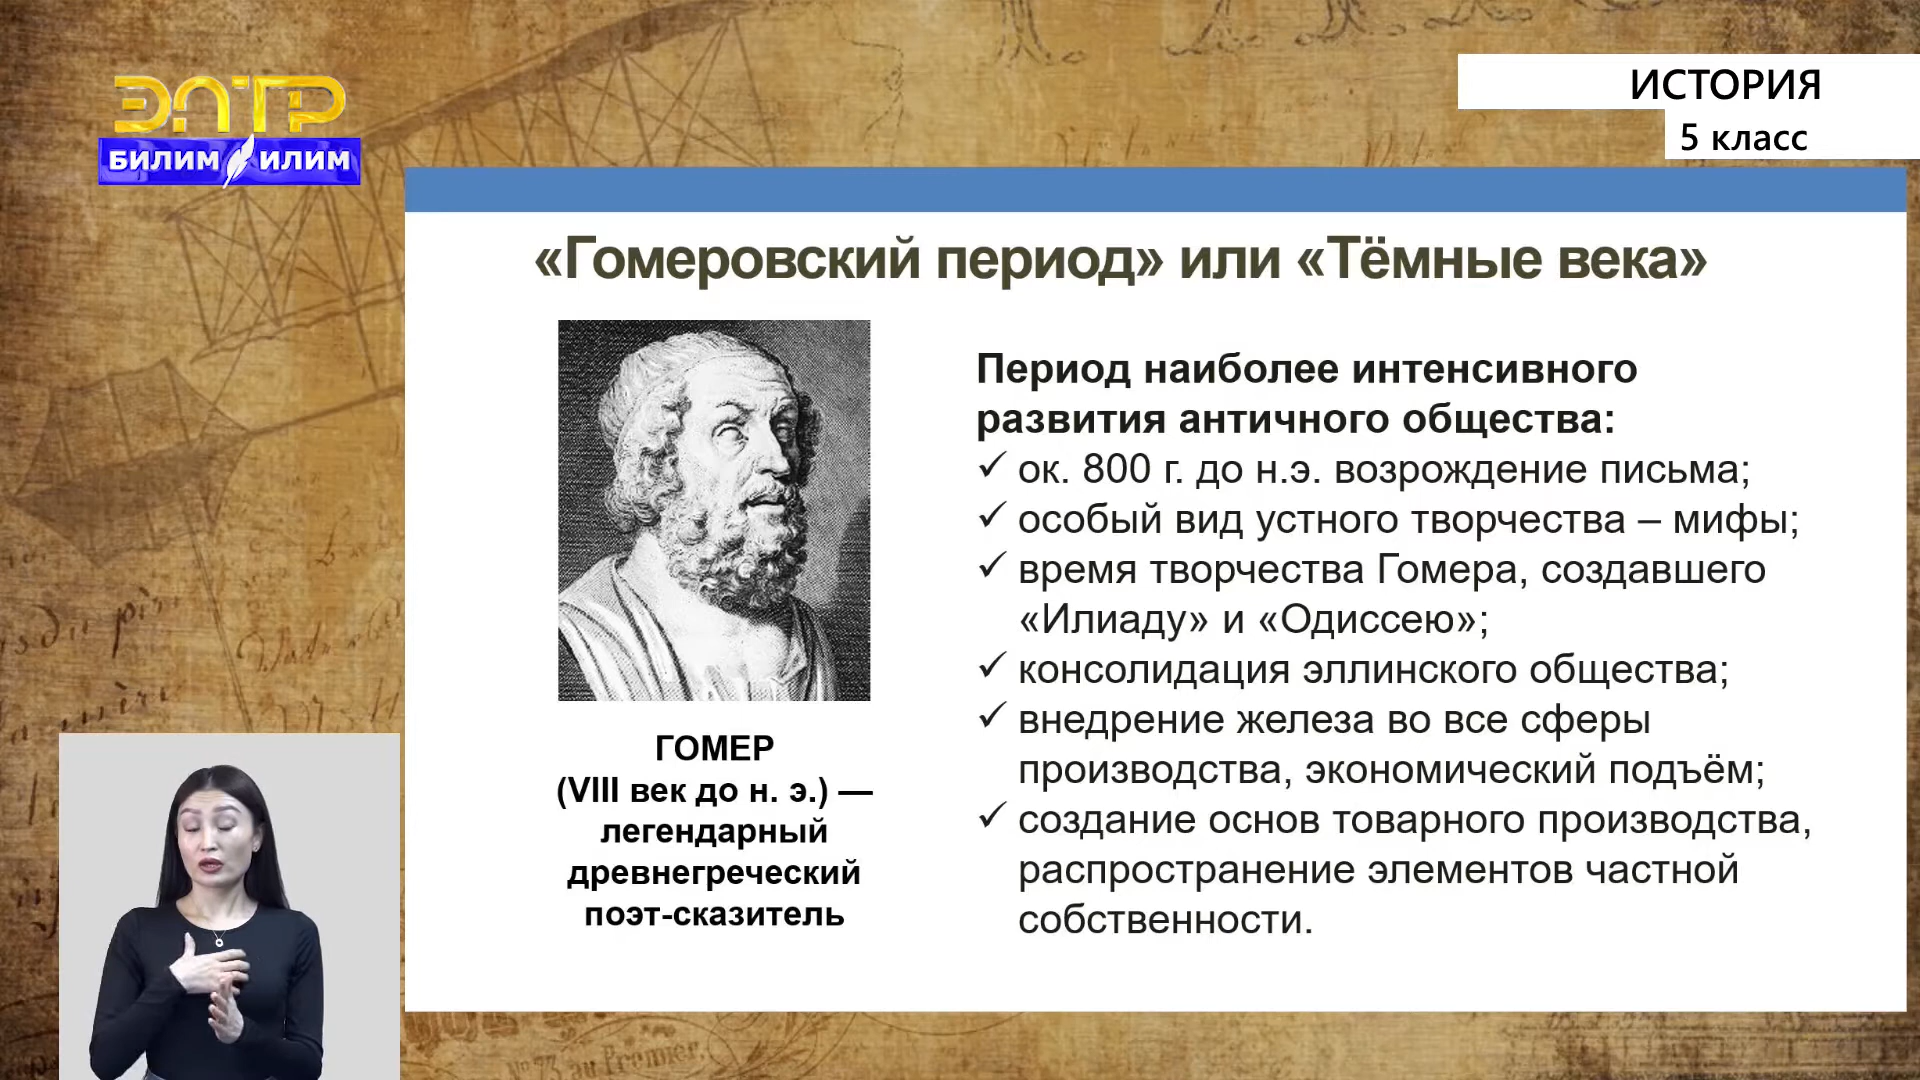 ЭЛТР
БИЛИМ ИЛИМ
ИСТОРИЯ
5 класс
«Гомеровский период» или «Тёмные века»
Период наиболее интенсивного
развития античного общества:
✓ ок. 800 г. до н.э. возрождение письма;
✓ особый вид устного творчества – мифы;
✓ время творчества Гомера, создавшего
«Илиаду» и «Одиссею»;
✓ консолидация эллинского общества;
✓ внедрение железа во все сферы
производства, экономический подъём;
✓ создание основ товарного производства,
распространение элементов частной
собственности.
ГОМЕР
(VIII век до н. э.) —
легендарный
древнегреческий
поэт-сказитель